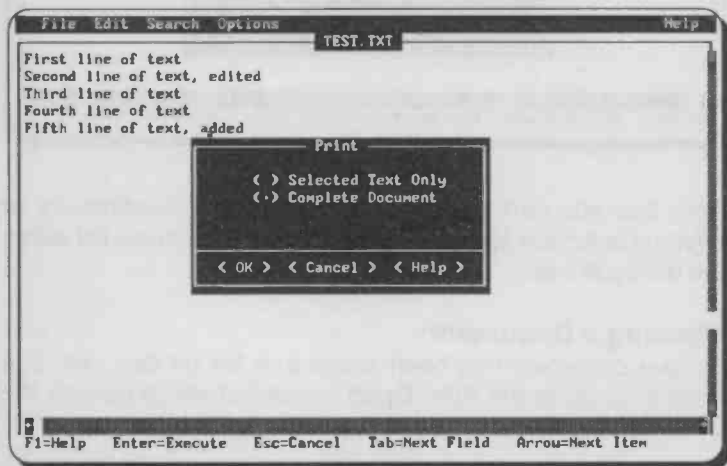 File Edit Search Options Help
TEST.TXT
First line of text
Second line of text, edited
Third line of text
Fourth line of text
Fifth line of text, added
Print
( ) Selected Text Only
(·) Complete Document
< OK > < Cancel > < Help >
F1=Help Enter=Execute Esc=Cancel Tab=Next Field Arrow=Next Item